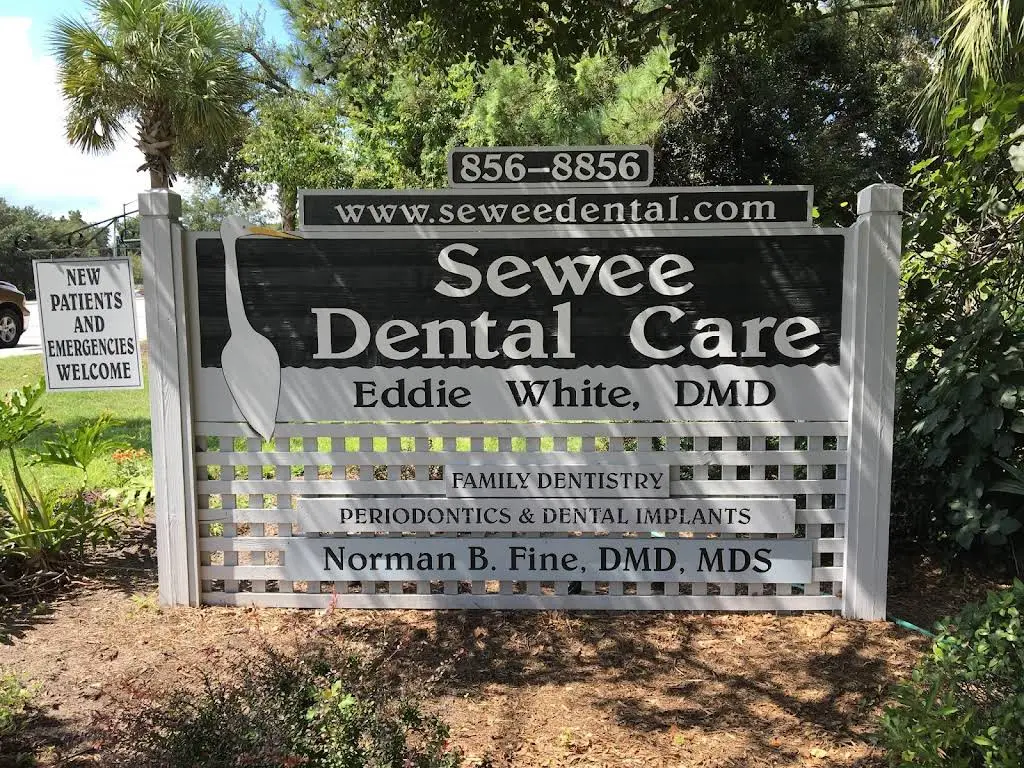 856-8856
www.seweedental.com
Sewee
Dental Care
Eddie White, DMD
FAMILY DENTISTRY
PERIODONTICS & DENTAL IMPLANTS
Norman B. Fine, DMD, MDS
NEW
PATIENTS
AND
EMERGENCIES
WELCOME